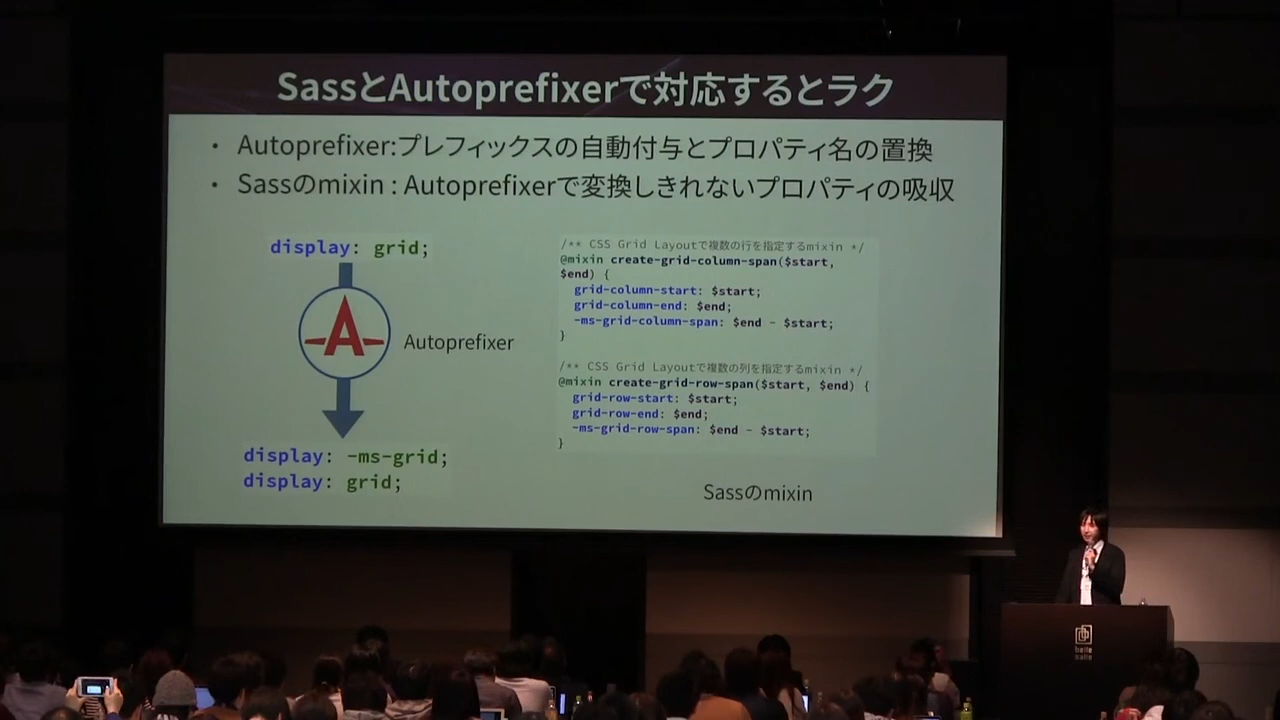 SassとAutoprefixerで対応するとラク
・ Autoprefixer:プレフィックスの自動付与とプロパティ名の置換
・ Sassのmixin : Autoprefixerで変換しきれないプロパティの吸収
display: grid;
A
Autoprefixer
display: -ms-grid;
display: grid;
/** CSS Grid Layoutで複数の行を指定するmixin */
@mixin create-grid-column-span($start,
$end) {
grid-column-start: $start;
grid-column-end: $end;
-ms-grid-column-span: $end - $start;
}
/** CSS Grid Layoutで複数の列を指定するmixin */
@mixin create-grid-row-span($start, $end) {
grid-row-start: $start;
grid-row-end: $end;
-ms-grid-row-span: $end - $start;
}
Sassのmixin
belle
salle